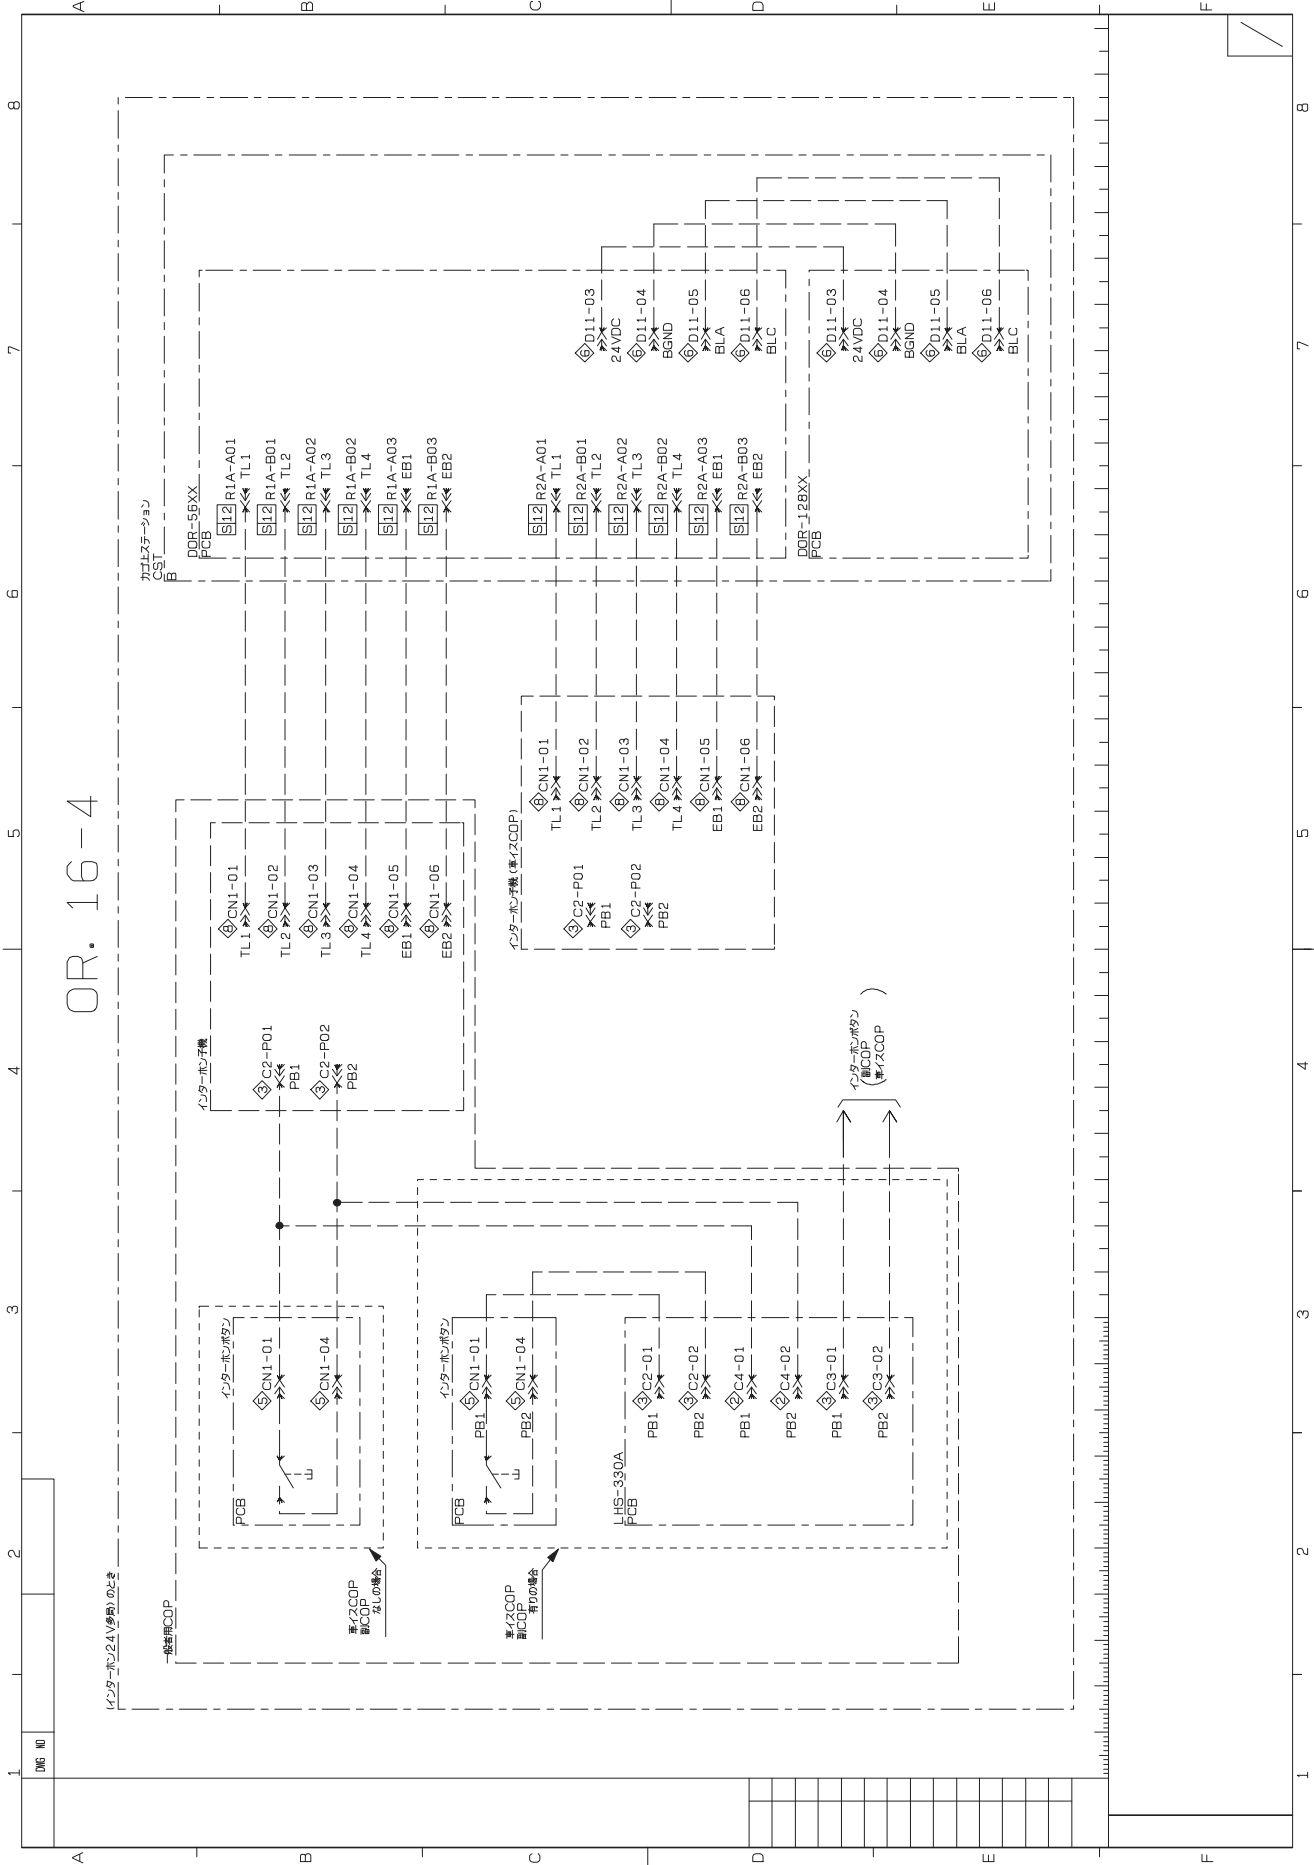 OR. 16-4
DWG NO
1 2 3 4 5 6 7 8
A B C D E F
(インターホン24V多局)のとき
一般者用COP
インターホンボタン
PCB
5 CN1-01
5 CN1-04
車イスCOP
副COP
なしの場合
インターホン子機
3 C2-P01
PB1
3 C2-P02
PB2
8 CN1-01
TL1
8 CN1-02
TL2
8 CN1-03
TL3
8 CN1-04
TL4
8 CN1-05
EB1
8 CN1-06
EB2
カゴ上ステーション
CST
B
DOR-56XX
PCB
S12 R1A-A01
TL1
S12 R1A-B01
TL2
S12 R1A-A02
TL3
S12 R1A-B02
TL4
S12 R1A-A03
EB1
S12 R1A-B03
EB2
S12 R2A-A01
TL1
S12 R2A-B01
TL2
S12 R2A-A02
TL3
S12 R2A-B02
TL4
S12 R2A-A03
EB1
S12 R2A-B03
EB2
6 D11-03
24VDC
6 D11-04
BGND
6 D11-05
BLA
6 D11-06
BLC
DOR-128XX
PCB
6 D11-03
24VDC
6 D11-04
BGND
6 D11-05
BLA
6 D11-06
BLC
インターホン子機(車イスCOP)
3 C2-P01
PB1
3 C2-P02
PB2
8 CN1-01
TL1
8 CN1-02
TL2
8 CN1-03
TL3
8 CN1-04
TL4
8 CN1-05
EB1
8 CN1-06
EB2
車イスCOP
副COP
有りの場合
インターホンボタン
PCB
5 CN1-01
PB1
5 CN1-04
PB2
LHS-330A
PCB
3 C2-01
PB1
3 C2-02
PB2
2 C4-01
PB1
2 C4-02
PB2
3 C3-01
PB1
3 C3-02
PB2
インターホンボタン
(副COP
車イスCOP)
A B C D E F
1 2 3 4 5 6 7 8